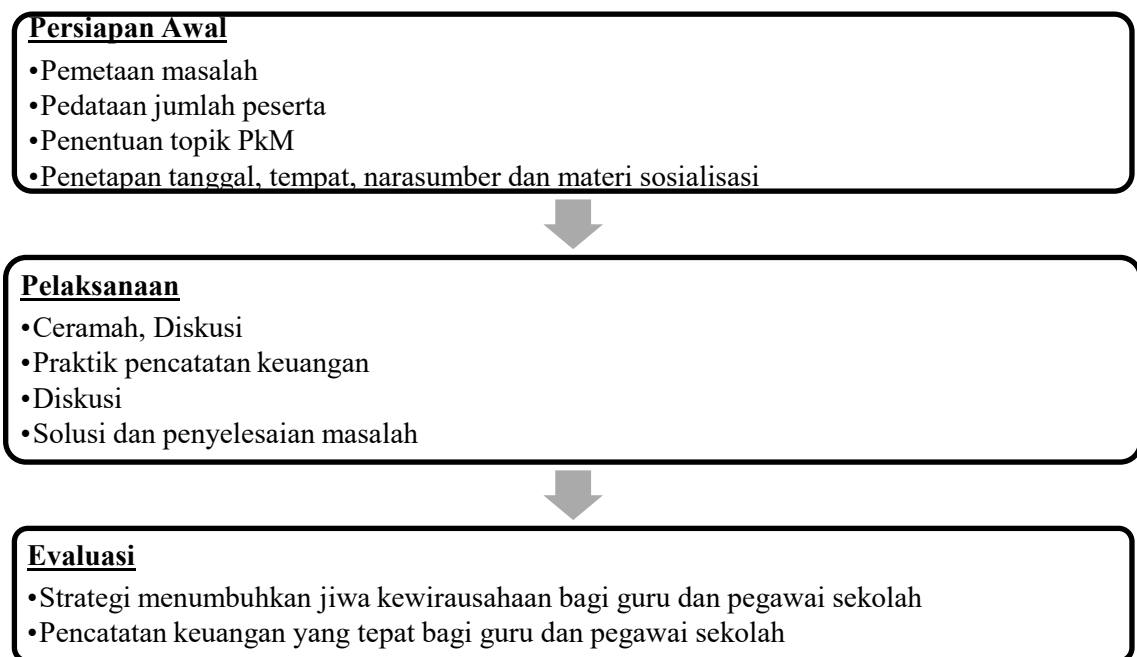 Persiapan Awal
•Pemetaan masalah
•Pedataan jumlah peserta
•Penentuan topik PkM
•Penetapan tanggal, tempat, narasumber dan materi sosialisasi
Pelaksanaan
•Ceramah, Diskusi
•Praktik pencatatan keuangan
•Diskusi
•Solusi dan penyelesaian masalah
Evaluasi
•Strategi menumbuhkan jiwa kewirausahaan bagi guru dan pegawai sekolah
•Pencatatan keuangan yang tepat bagi guru dan pegawai sekolah